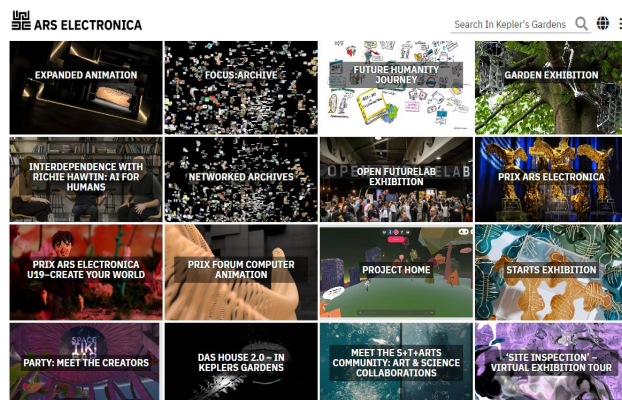 ARS ELECTRONICA
Search In Kepler's Gardens
EXPANDED ANIMATION
FOCUS:ARCHIVE
FUTURE HUMANITY
JOURNEY
GARDEN EXHIBITION
INTERDEPENDENCE WITH
RICHIE HAWTIN: AI FOR
HUMANS
NETWORKED ARCHIVES
OPEN FUTURELAB
EXHIBITION
PRIX ARS ELECTRONICA
PRIX ARS ELECTRONICA
U19–CREATE YOUR WORLD
PRIX FORUM COMPUTER
ANIMATION
PROJECT HOME
STARTS EXHIBITION
SPACE
TIK!
PARTY: MEET THE CREATORS
DAS HOUSE 2.0 – IN
KEPLERS GARDENS
MEET THE S+T+ARTS
COMMUNITY: ART & SCIENCE
COLLABORATIONS
'SITE INSPECTION' –
VIRTUAL EXHIBITION TOUR